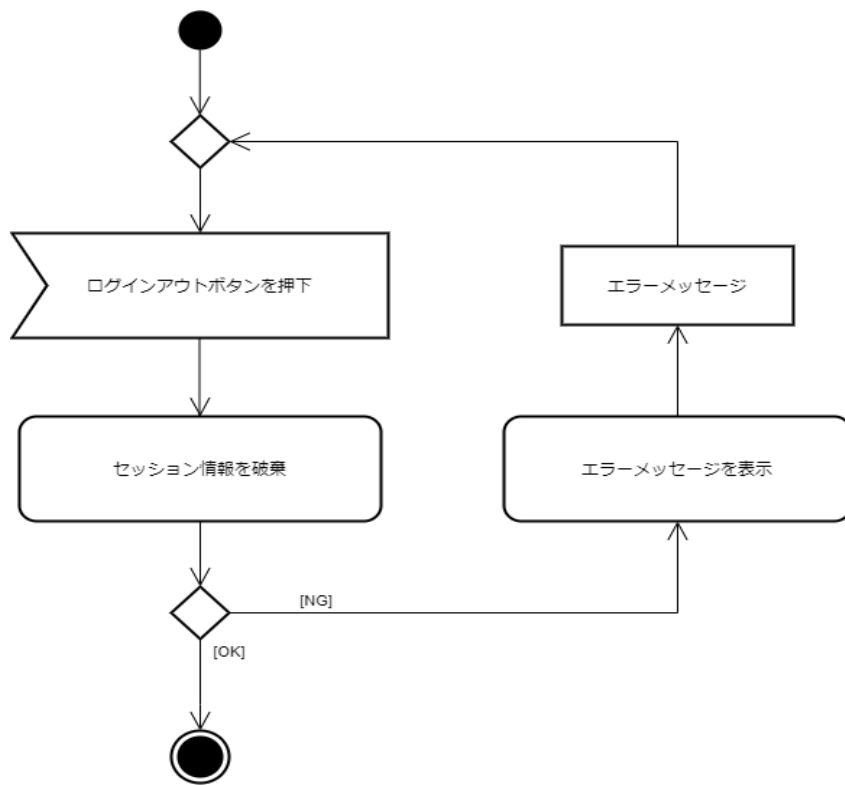 ログインアウトボタンを押下
エラーメッセージ
セッション情報を破棄
エラーメッセージを表示
[NG]
[OK]